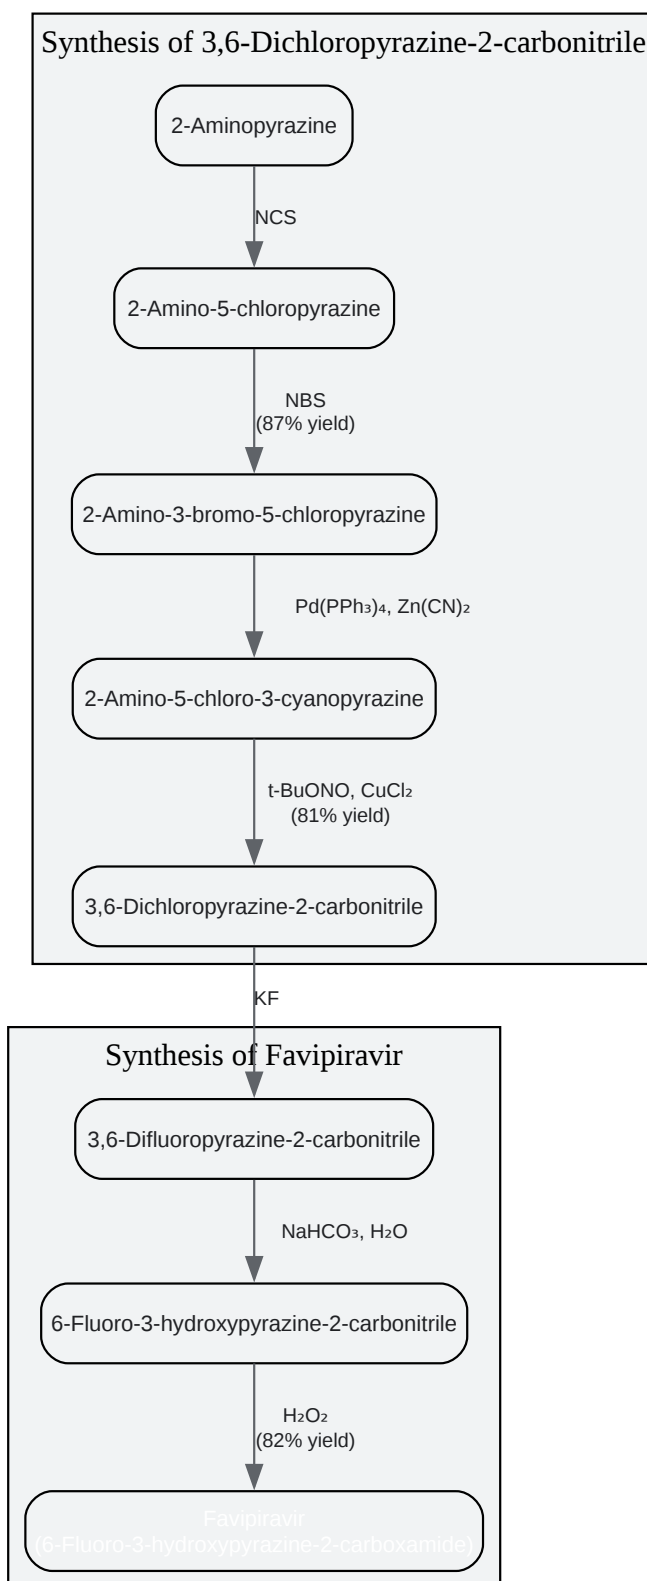 Synthesis of 3,6-Dichloropyrazine-2-carbonitrile
2-Aminopyrazine
NCS
2-Amino-5-chloropyrazine
NBS
(87% yield)
2-Amino-3-bromo-5-chloropyrazine
Pd(PPh₃)₄, Zn(CN)₂
2-Amino-5-chloro-3-cyanopyrazine
t-BuONO, CuCl₂
(81% yield)
3,6-Dichloropyrazine-2-carbonitrile
KF
Synthesis of Favipiravir
3,6-Difluoropyrazine-2-carbonitrile
NaHCO₃, H₂O
6-Fluoro-3-hydroxypyrazine-2-carbonitrile
H₂O₂
(82% yield)
Favipiravir
(6-Fluoro-3-hydroxypyrazine-2-carboxamide)